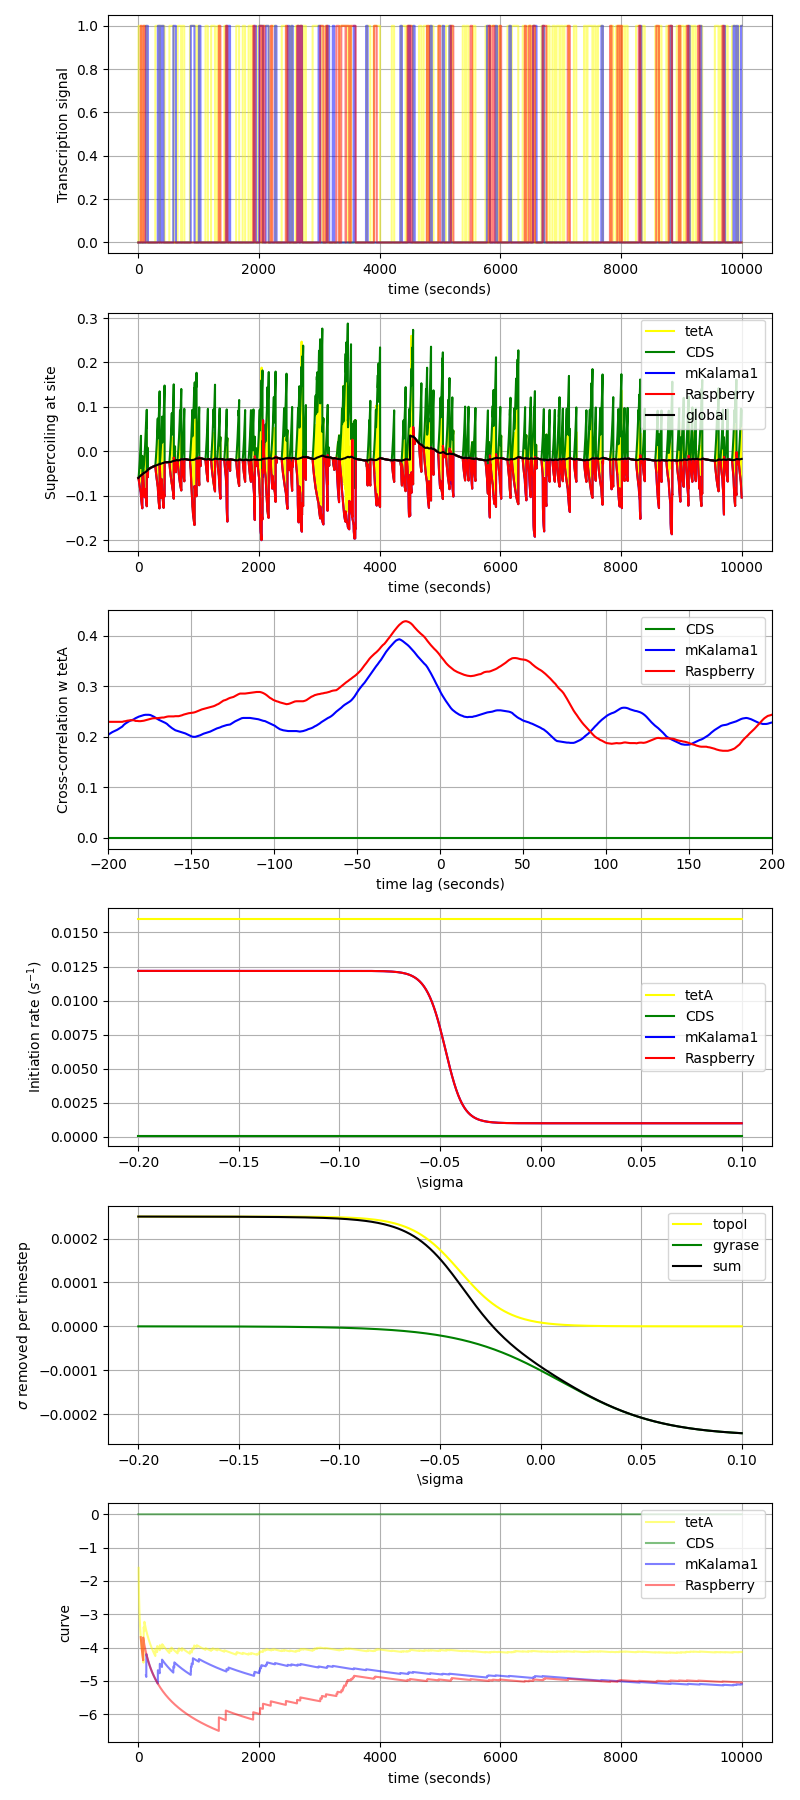 Transcription signal
1.0
0.8
0.6
0.4
0.2
0.0
0
2000
4000
6000
8000
10000
time (seconds)
Supercoiling at site
0.3
0.2
0.1
0.0
−0.1
−0.2
tetA
CDS
mKalama1
Raspberry
global
0
2000
4000
6000
8000
10000
time (seconds)
Cross-correlation w tetA
0.4
0.3
0.2
0.1
0.0
CDS
mKalama1
Raspberry
−200
−150
−100
−50
0
50
100
150
200
time lag (seconds)
Initiation rate (s⁻¹)
0.0150
0.0125
0.0100
0.0075
0.0050
0.0025
0.0000
tetA
CDS
mKalama1
Raspberry
−0.20
−0.15
−0.10
−0.05
0.00
0.05
0.10
\sigma
σ removed per timestep
0.0002
0.0001
0.0000
−0.0001
−0.0002
topoI
gyrase
sum
−0.20
−0.15
−0.10
−0.05
0.00
0.05
0.10
\sigma
curve
0
−1
−2
−3
−4
−5
−6
tetA
CDS
mKalama1
Raspberry
0
2000
4000
6000
8000
10000
time (seconds)